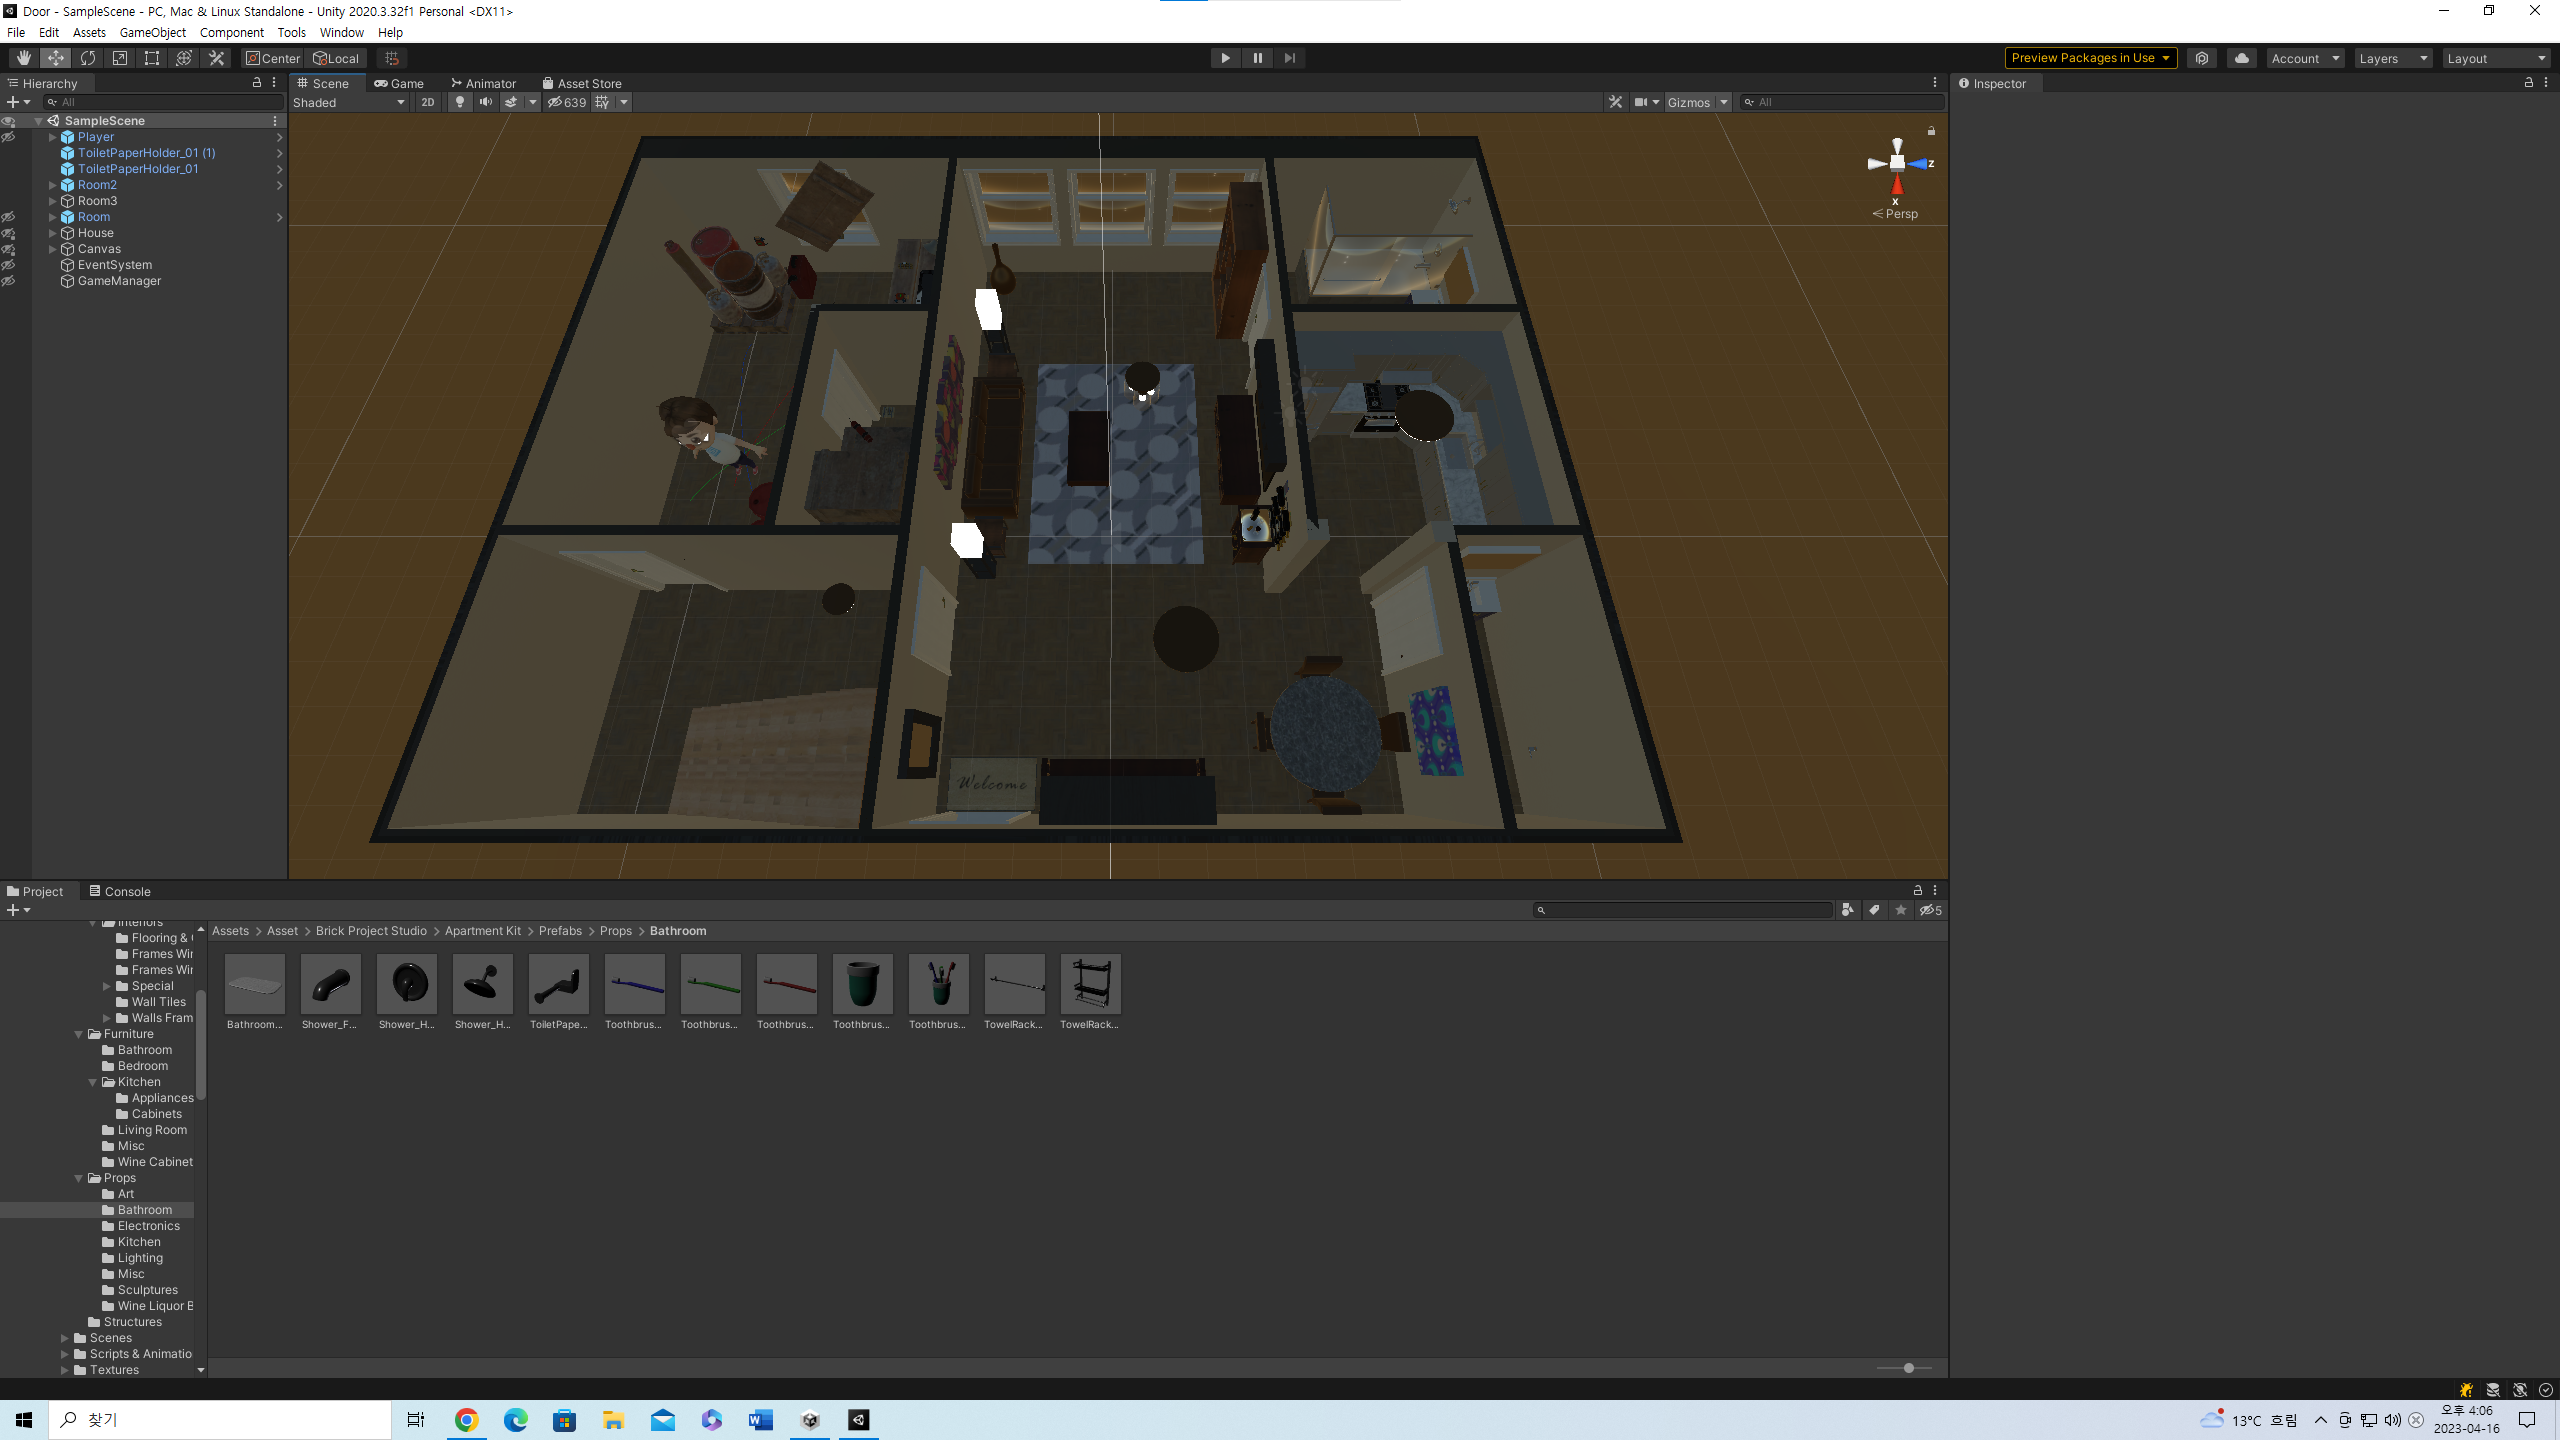 Door - SampleScene - PC, Mac & Linux Standalone - Unity 2020.3.32f1 Personal <DX11>
File Edit Assets GameObject Component Tools Window Help
Center Local
Preview Packages in Use Account Layers Layout
Hierarchy
All
SampleScene
Player
ToiletPaperHolder_01 (1)
ToiletPaperHolder_01
Room2
Room3
Room
House
Canvas
EventSystem
GameManager
Scene Game Animator Asset Store
Shaded 2D 639 Gizmos All
z
x
Persp
Welcome
Inspector
Project Console
5
Interiors
Flooring &
Frames Wir
Frames Wir
Special
Wall Tiles
Walls Fram
Furniture
Bathroom
Bedroom
Kitchen
Appliances
Cabinets
Living Room
Misc
Wine Cabinet
Props
Art
Bathroom
Electronics
Kitchen
Lighting
Misc
Sculptures
Wine Liquor B
Structures
Scenes
Scripts & Animatio
Textures
Assets > Asset > Brick Project Studio > Apartment Kit > Prefabs > Props > Bathroom
Bathroom... Shower_F... Shower_H... Shower_H... ToiletPape... Toothbrus... Toothbrus... Toothbrus... Toothbrus... Toothbrus... TowelRack... TowelRack...
찾기
13°C 흐림
오후 4:06
2023-04-16